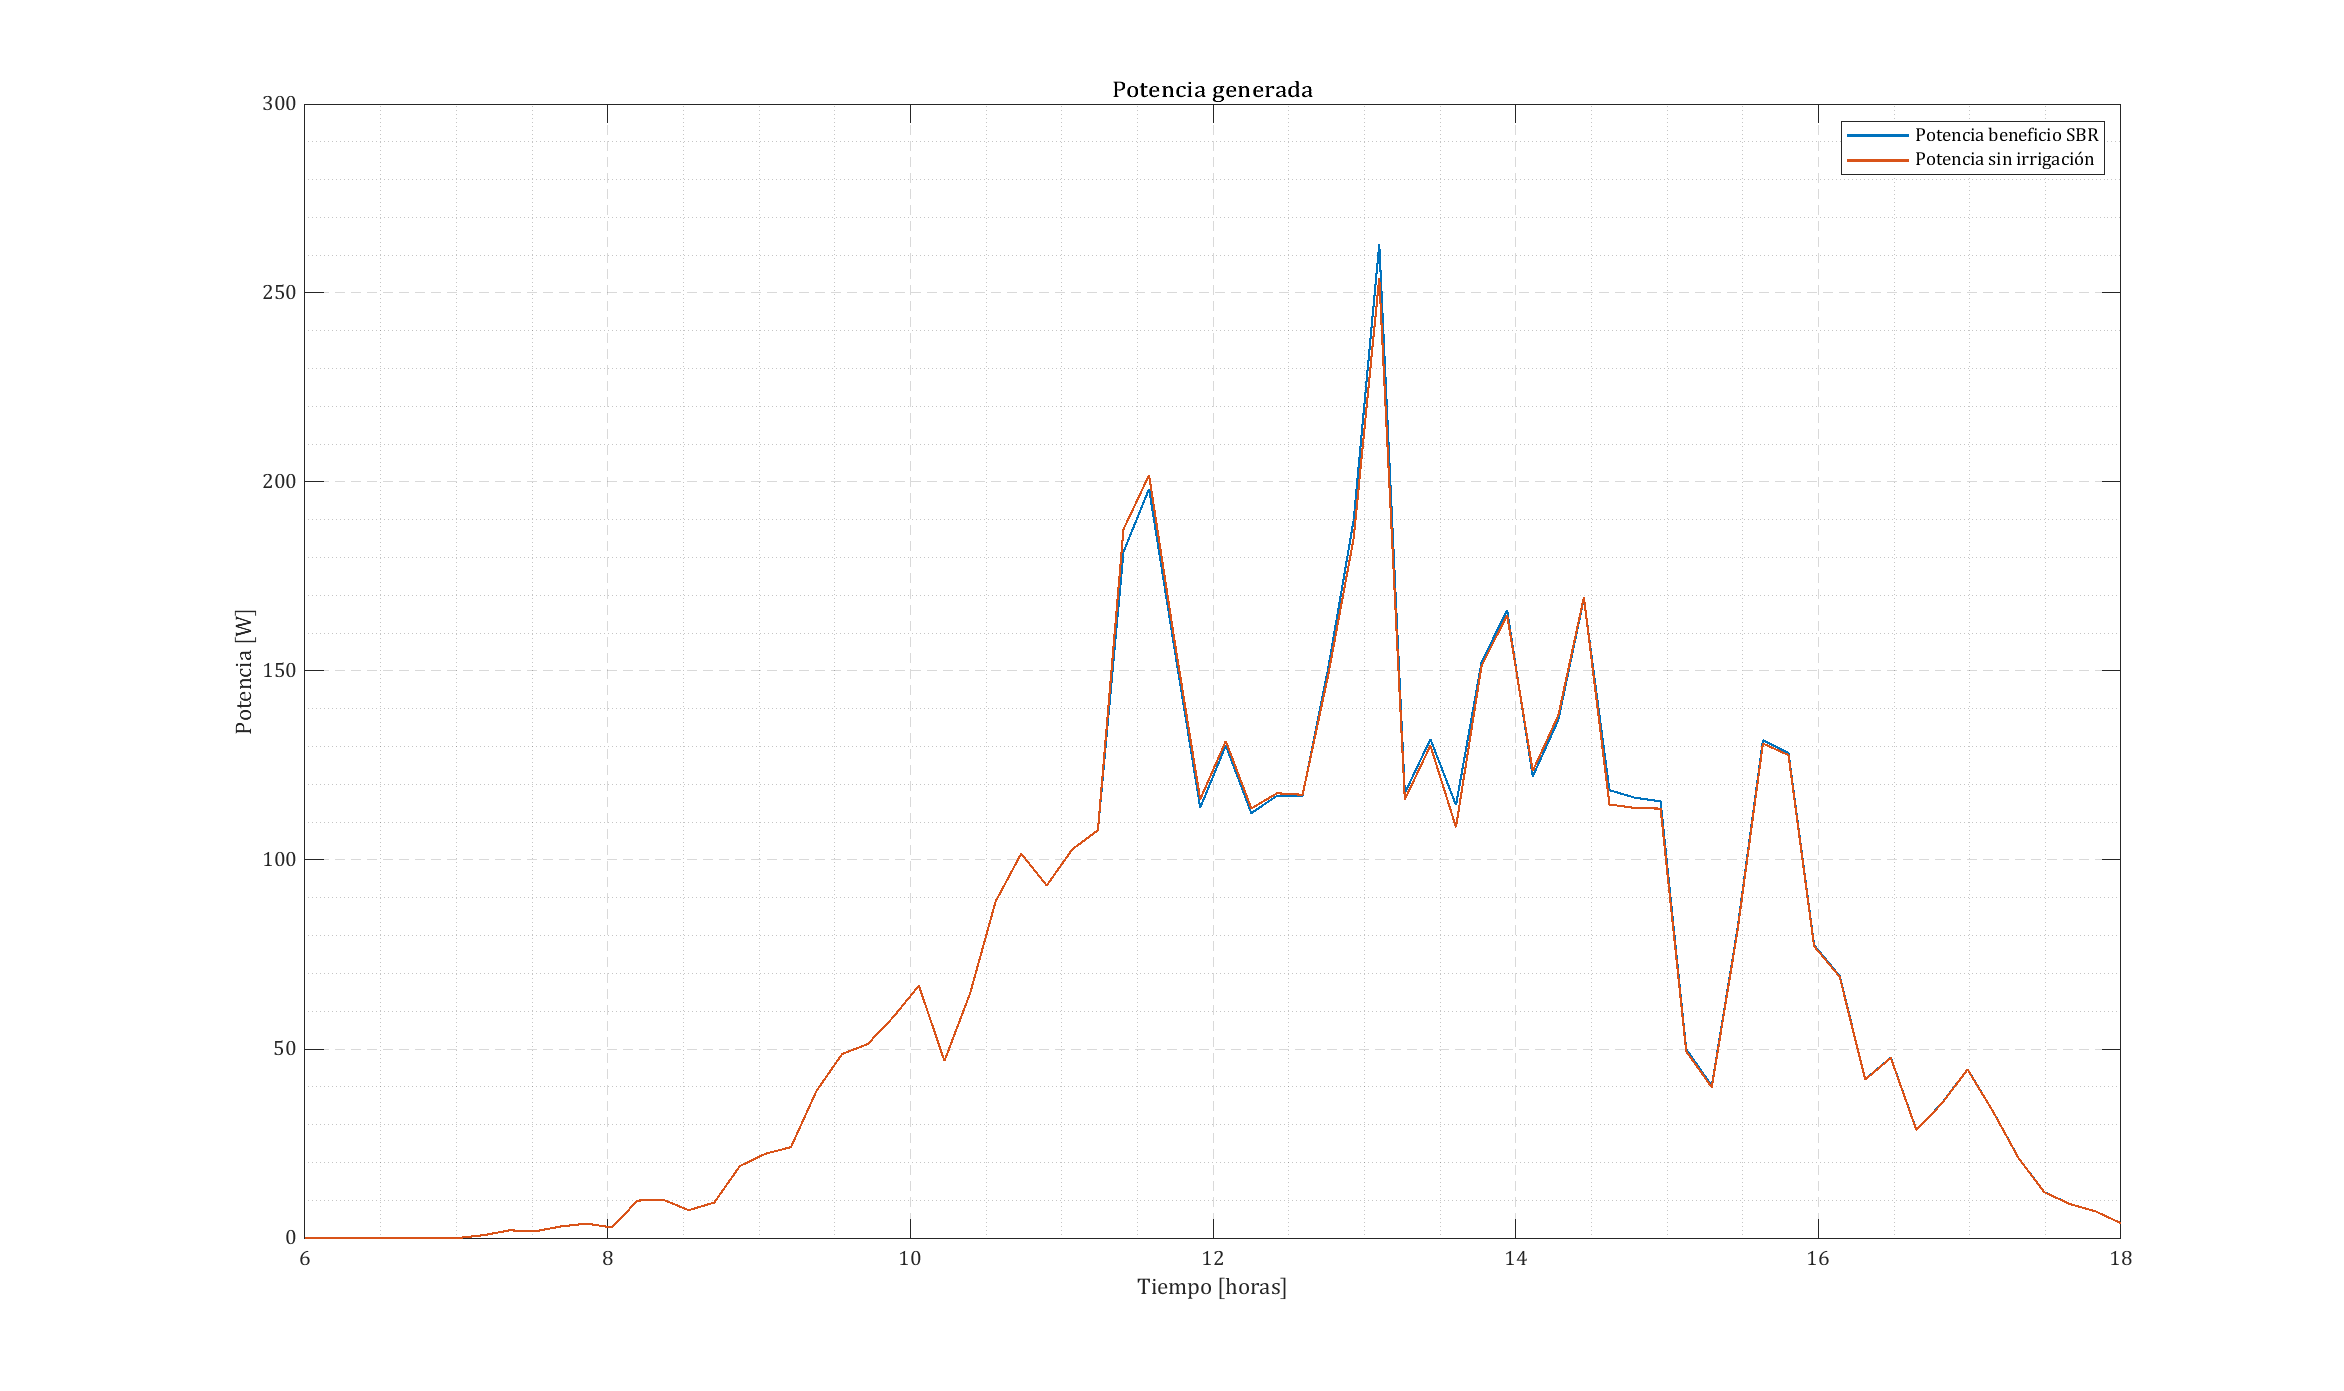 Potencia generada
300
250
200
150
100
50
0
Potencia [W]
Potencia beneficio SBR
Potencia sin irrigación
6 8 10 12 14 16 18
Tiempo [horas]